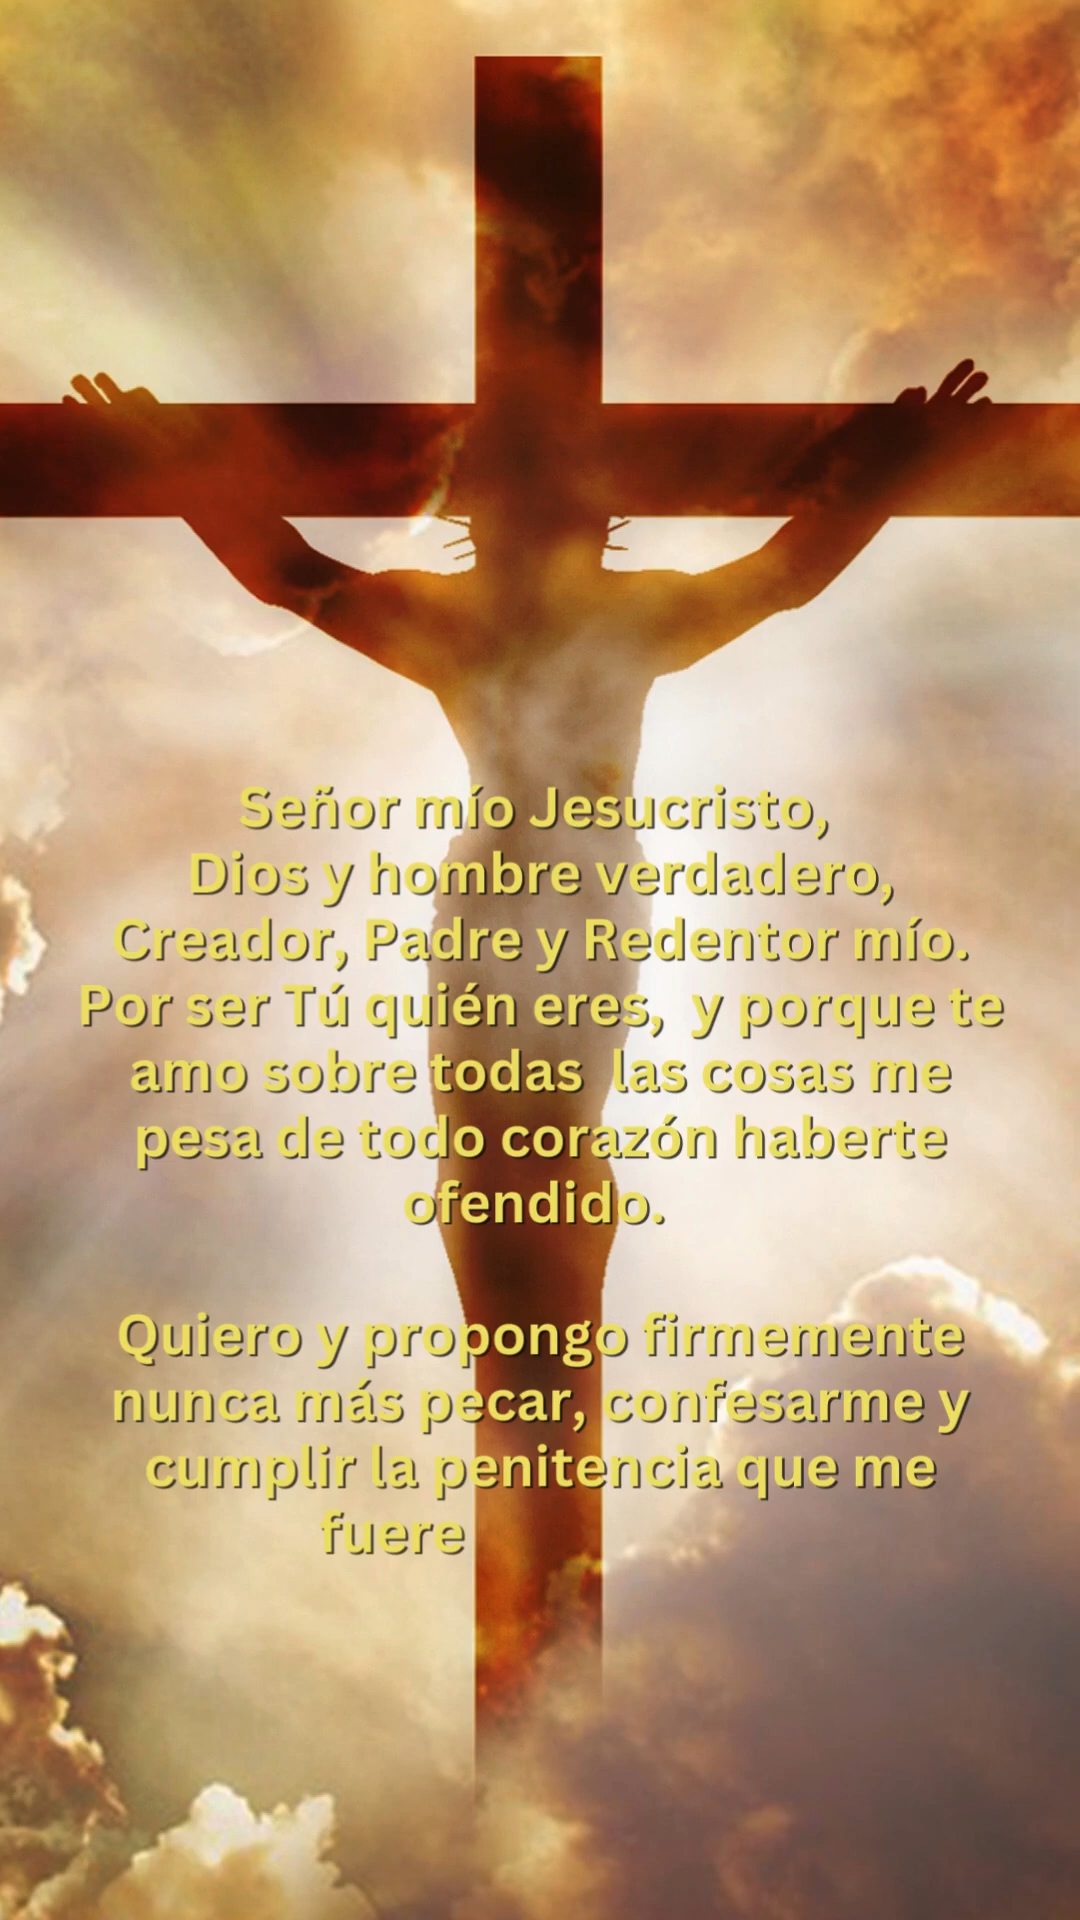 Señor mío Jesucristo,
Dios y hombre verdadero,
Creador, Padre y Redentor mío.
Por ser Tú quién eres,  y porque te
amo sobre todas  las cosas me
pesa de todo corazón haberte
ofendido.
Quiero y propongo firmemente
nunca más pecar, confesarme y
cumplir la penitencia que me
fuere